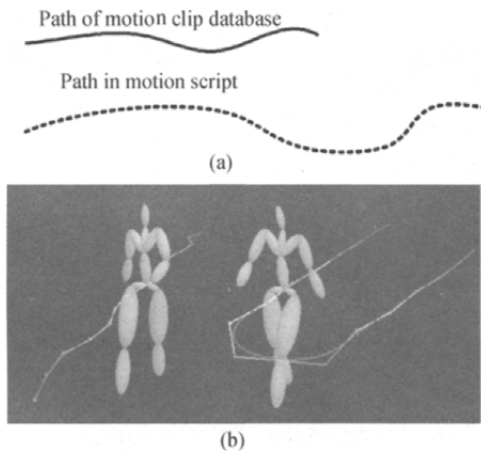 Path of motion clip database
Path in motion script
(a)
(b)